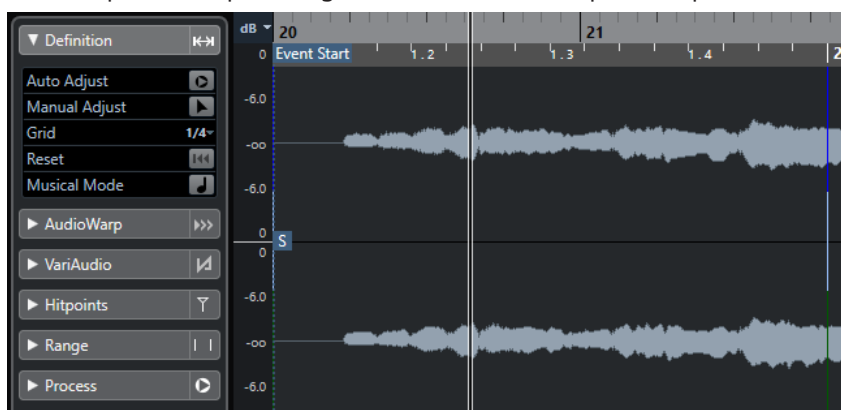 Definition
Auto Adjust
Manual Adjust
Grid 1/4
Reset
Musical Mode
AudioWarp
VariAudio
Hitpoints
Range
Process
dB 20 21
0 Event Start 1.2 1.3 1.4 2
-6.0
-oo
-6.0
0
S
0
-6.0
-oo
-6.0